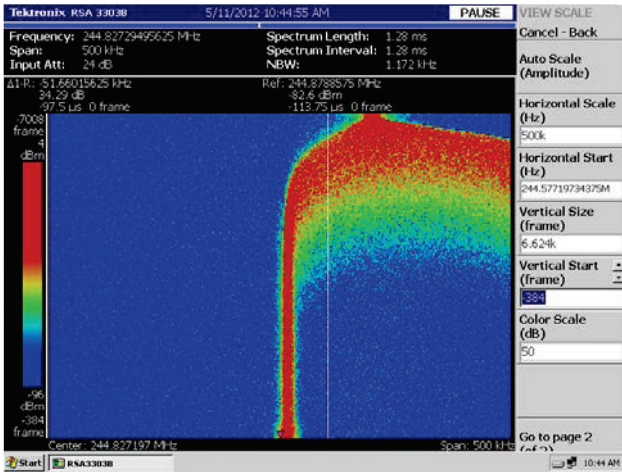 Tektronix RSA 3303B 5/11/2012 10:44:55 AM PAUSE VIEW SCALE
Frequency: 244.82729495625 MHz Spectrum Length: 1.28 ms
Span: 500 kHz Spectrum Interval: 1.28 ms
Input Att: 24 dB NBW: 1.172 kHz
Δ1-R: -51.66015625 kHz Ref: 244.8788575 MHz
34.29 dB -82.6 dBm
-97.5 µs 0 frame -113.75 µs 0 frame
-7008
frame
4
dBm
-96
dBm
-384
frame
Center: 244.827197 MHz Span: 500 kHz
Cancel - Back
Auto Scale
(Amplitude)
Horizontal Scale
(Hz)
500k
Horizontal Start
(Hz)
244.57719734375M
Vertical Size
(frame)
6.624k
Vertical Start
(frame)
-384
Color Scale
(dB)
50
Go to page 2
(of 2)
Start RSA3303B 10:44 AM